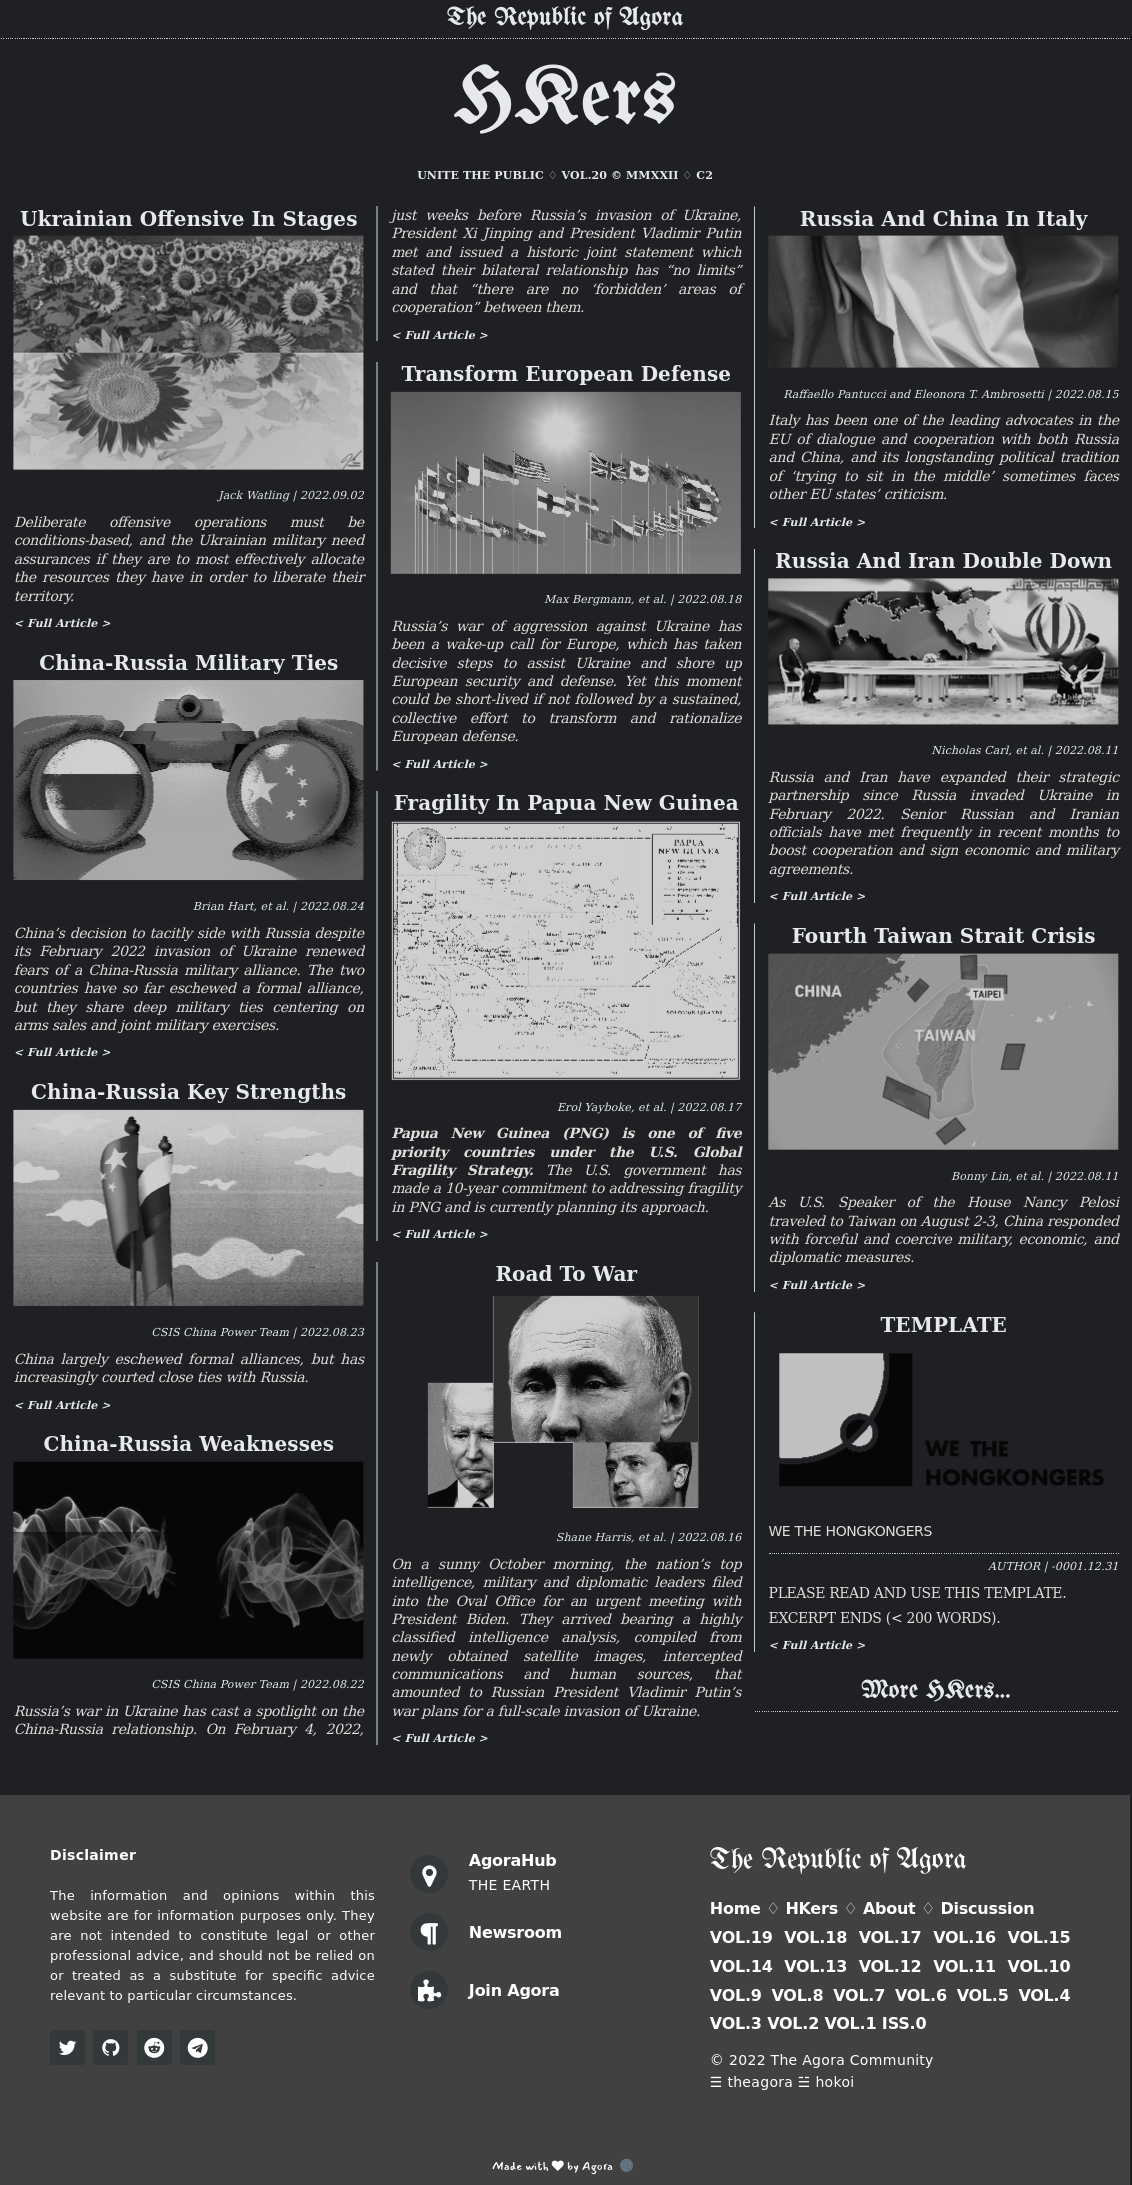 The Republic of Agora
HKers
UNITE THE PUBLIC ♢ VOL.20 © MMXXII ♢ C2
Ukrainian Offensive In Stages
Jack Watling | 2022.09.02
Deliberate offensive operations must be
conditions-based, and the Ukrainian military need
assurances if they are to most effectively allocate
the resources they have in order to liberate their
territory.
< Full Article >
China-Russia Military Ties
Brian Hart, et al. | 2022.08.24
China’s decision to tacitly side with Russia despite
its February 2022 invasion of Ukraine renewed
fears of a China-Russia military alliance. The two
countries have so far eschewed a formal alliance,
but they share deep military ties centering on
arms sales and joint military exercises.
< Full Article >
China-Russia Key Strengths
CSIS China Power Team | 2022.08.23
China largely eschewed formal alliances, but has
increasingly courted close ties with Russia.
< Full Article >
China-Russia Weaknesses
CSIS China Power Team | 2022.08.22
Russia’s war in Ukraine has cast a spotlight on the
China-Russia relationship. On February 4, 2022,
just weeks before Russia’s invasion of Ukraine,
President Xi Jinping and President Vladimir Putin
met and issued a historic joint statement which
stated their bilateral relationship has “no limits”
and that “there are no ‘forbidden’ areas of
cooperation” between them.
< Full Article >
Transform European Defense
Max Bergmann, et al. | 2022.08.18
Russia’s war of aggression against Ukraine has
been a wake-up call for Europe, which has taken
decisive steps to assist Ukraine and shore up
European security and defense. Yet this moment
could be short-lived if not followed by a sustained,
collective effort to transform and rationalize
European defense.
< Full Article >
Fragility In Papua New Guinea
PAPUA
NEW GUINEA
SOLOMON ISLANDS
Erol Yayboke, et al. | 2022.08.17
Papua New Guinea (PNG) is one of five
priority countries under the U.S. Global
Fragility Strategy. The U.S. government has
made a 10-year commitment to addressing fragility
in PNG and is currently planning its approach.
< Full Article >
Road To War
Shane Harris, et al. | 2022.08.16
On a sunny October morning, the nation’s top
intelligence, military and diplomatic leaders filed
into the Oval Office for an urgent meeting with
President Biden. They arrived bearing a highly
classified intelligence analysis, compiled from
newly obtained satellite images, intercepted
communications and human sources, that
amounted to Russian President Vladimir Putin’s
war plans for a full-scale invasion of Ukraine.
< Full Article >
Russia And China In Italy
Raffaello Pantucci and Eleonora T. Ambrosetti | 2022.08.15
Italy has been one of the leading advocates in the
EU of dialogue and cooperation with both Russia
and China, and its longstanding political tradition
of ‘trying to sit in the middle’ sometimes faces
other EU states’ criticism.
< Full Article >
Russia And Iran Double Down
Nicholas Carl, et al. | 2022.08.11
Russia and Iran have expanded their strategic
partnership since Russia invaded Ukraine in
February 2022. Senior Russian and Iranian
officials have met frequently in recent months to
boost cooperation and sign economic and military
agreements.
< Full Article >
Fourth Taiwan Strait Crisis
CHINA
TAIPEI
TAIWAN
Bonny Lin, et al. | 2022.08.11
As U.S. Speaker of the House Nancy Pelosi
traveled to Taiwan on August 2-3, China responded
with forceful and coercive military, economic, and
diplomatic measures.
< Full Article >
TEMPLATE
WE THE
HONGKONGERS
WE THE HONGKONGERS
AUTHOR | -0001.12.31
PLEASE READ AND USE THIS TEMPLATE.
EXCERPT ENDS (< 200 WORDS).
< Full Article >
More HKers...
Disclaimer
The information and opinions within this
website are for information purposes only. They
are not intended to constitute legal or other
professional advice, and should not be relied on
or treated as a substitute for specific advice
relevant to particular circumstances.
AgoraHub
THE EARTH
Newsroom
Join Agora
The Republic of Agora
Home ♢ HKers ♢ About ♢ Discussion
VOL.19 VOL.18 VOL.17 VOL.16 VOL.15
VOL.14 VOL.13 VOL.12 VOL.11 VOL.10
VOL.9 VOL.8 VOL.7 VOL.6 VOL.5 VOL.4
VOL.3 VOL.2 VOL.1 ISS.0
© 2022 The Agora Community
☰ theagora ☱ hokoi
Made with ♥ by Agora